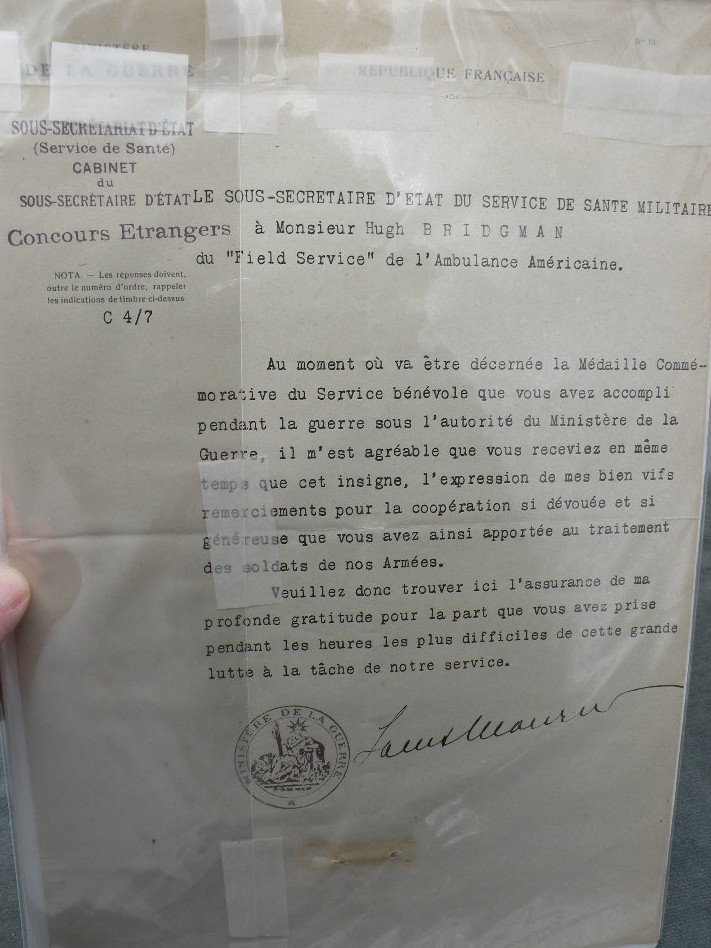 MINISTÈRE
DE LA GUERRE
SOUS-SECRÉTARIAT D'ÉTAT
(Service de Santé)
CABINET
du
SOUS-SECRÉTAIRE D'ÉTAT
Concours Etrangers
NOTA. — Les réponses doivent,
outre le numéro d'ordre, rappeler
les indications de timbre ci-dessus
C 4/7
RÉPUBLIQUE FRANÇAISE
LE SOUS-SECRETAIRE D'ETAT DU SERVICE DE SANTE MILITAIRE
à Monsieur Hugh B R I D G M A N
du "Field Service" de l'Ambulance Américaine.
Au moment où va être décernée la Médaille Commé-
morative du Service bénévole que vous avez accompli
pendant la guerre sous l'autorité du Ministère de la
Guerre, il m'est agréable que vous receviez en même
temps que cet insigne, l'expression de mes bien vifs
remerciements pour la coopération si dévouée et si
généreuse que vous avez ainsi apportée au traitement
des soldats de nos Armées.
Veuillez donc trouver ici l'assurance de ma
profonde gratitude pour la part que vous avez prise
pendant les heures les plus difficiles de cette grande
lutte à la tâche de notre service.
MINISTÈRE DE LA GUERRE